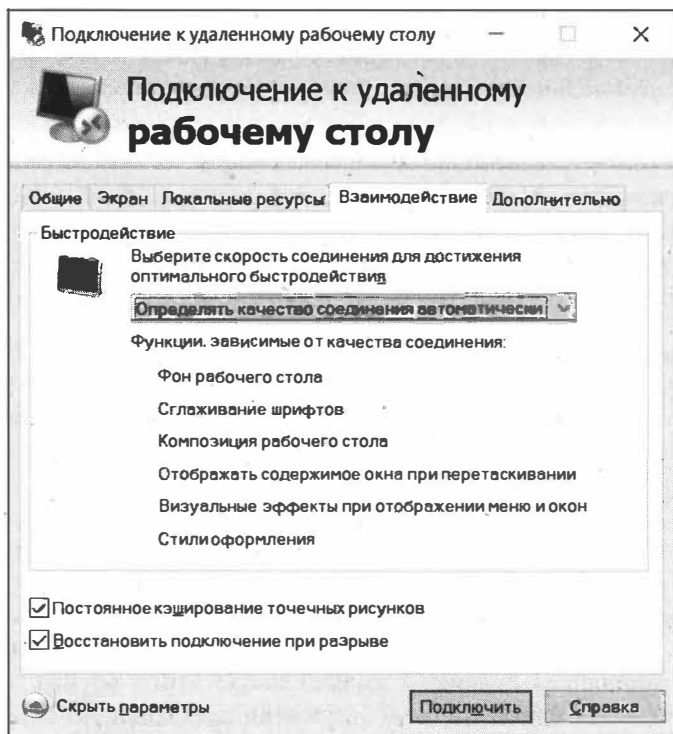 Подключение к удаленному рабочему столу
Подключение к удаленному
рабочему столу
Общие Экран Локальные ресурсы Взаимодействие Дополнительно
Быстродействие
Выберите скорость соединения для достижения
оптимального быстродействия
Определять качество соединения автоматически
Функции, зависимые от качества соединения:
Фон рабочего стола
Сглаживание шрифтов
Композиция рабочего стола
Отображать содержимое окна при перетаскивании
Визуальные эффекты при отображении меню и окон
Стили оформления
Постоянное кэширование точечных рисунков
Восстановить подключение при разрыве
Скрыть параметры Подключить Справка